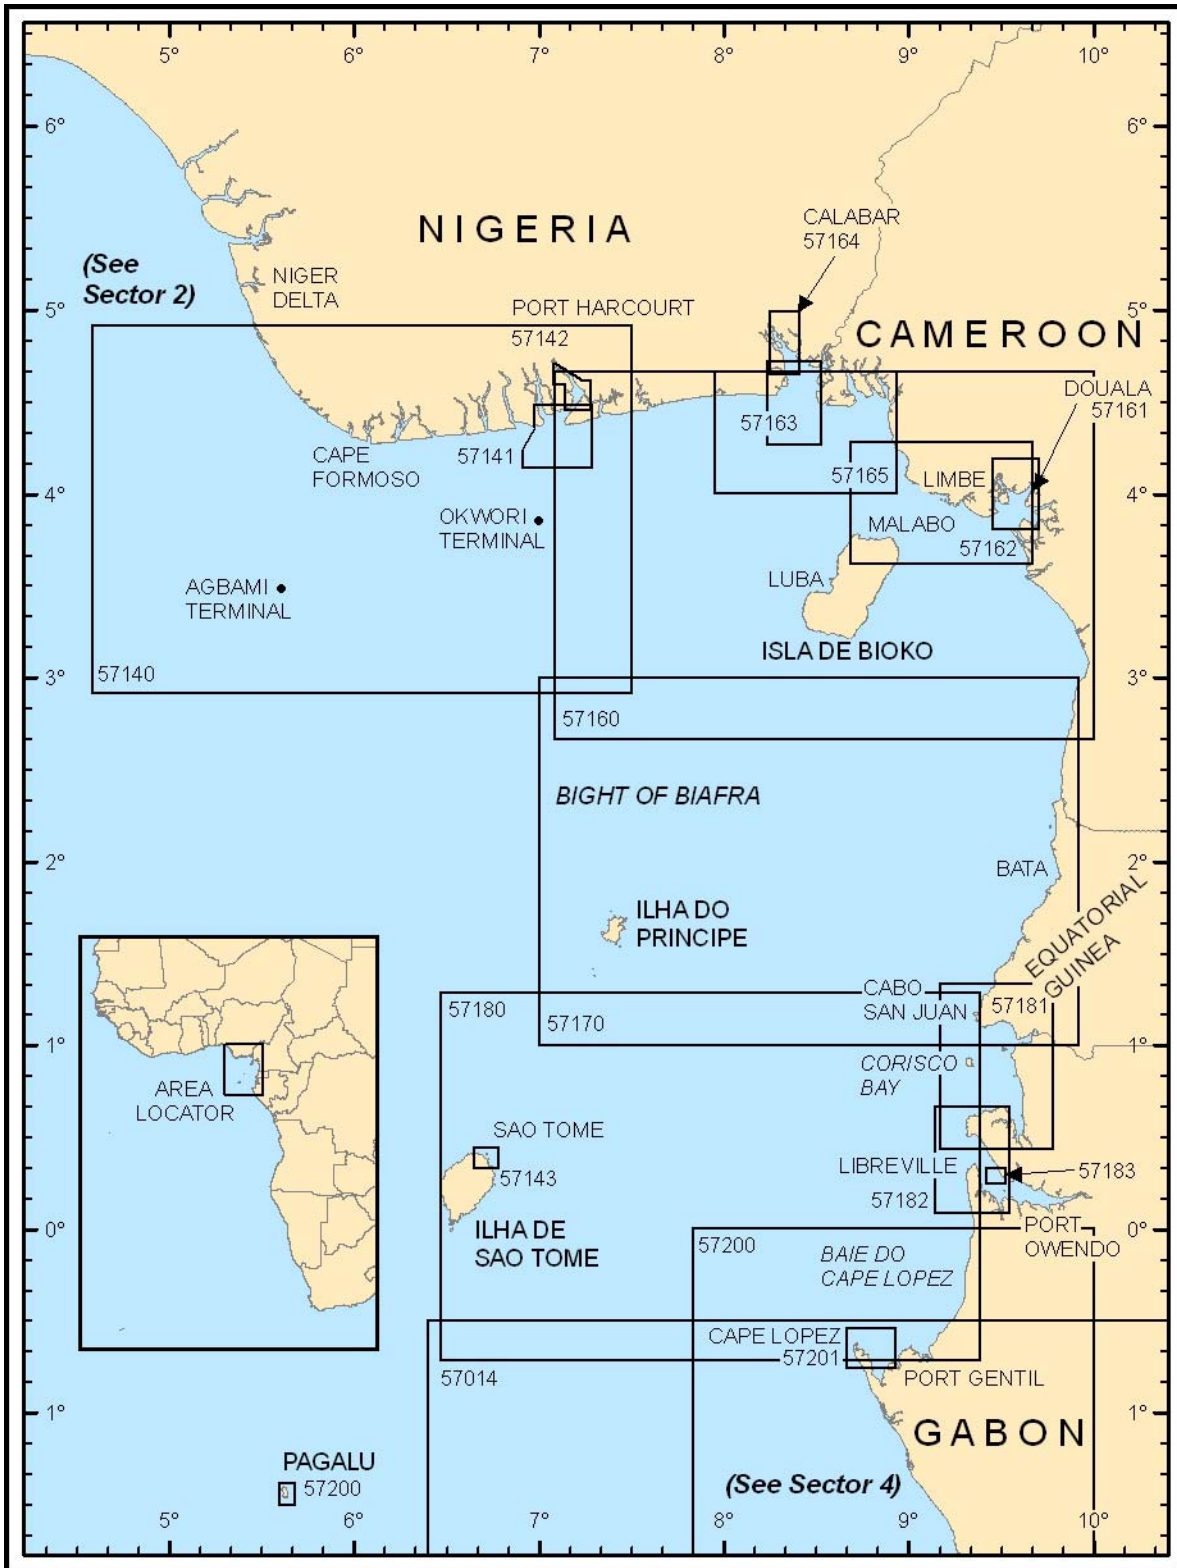 5°
6°
7°
8°
9°
10°
6°
6°
CALABAR
57164
NIGERIA
(See
Sector 2)
NIGER
DELTA
5°
5°
PORT HARCOURT
57142
CAMEROON
DOUALA
57161
57163
CAPE
FORMOSO
57141
57165
LIMBE
4°
4°
OKWORI
TERMINAL
MALABO
57162
AGBAMI
TERMINAL
LUBA
ISLA DE BIOKO
57140
3°
3°
57160
BIGHT OF BIAFRA
2°
2°
BATA
ILHA DO
PRINCIPE
EQUATORIAL
GUINEA
CABO
SAN JUAN
57180
57170
57181
1°
1°
CORISCO
BAY
AREA
LOCATOR
SAO TOME
57143
LIBREVILLE
57183
57182
0°
0°
ILHA DE
SAO TOME
PORT
OWENDO
57200
BAIE DO
CAPE LOPEZ
CAPE LOPEZ
57201
57014
PORT GENTIL
1°
1°
GABON
PAGALU
57200
(See Sector 4)
5°
6°
7°
8°
9°
10°